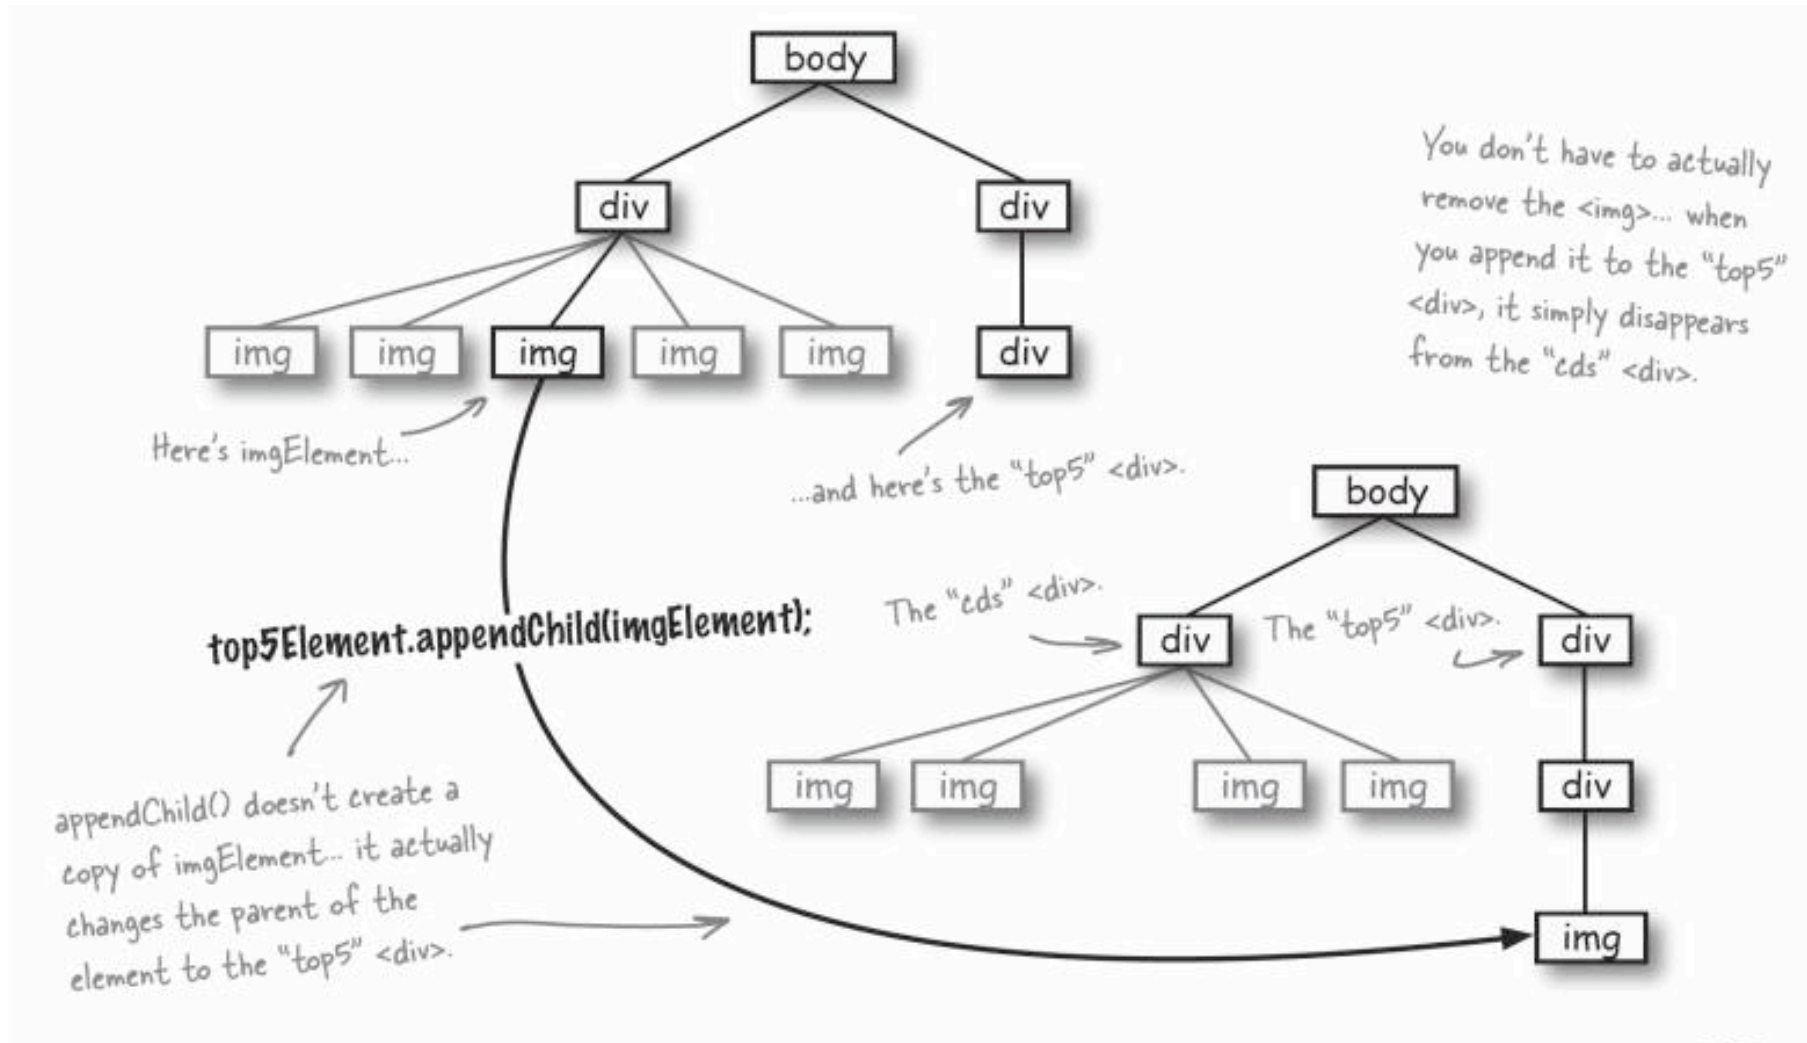 body
div
div
img
img
img
img
img
div
You don't have to actually
remove the <img>... when
you append it to the "top5"
<div>, it simply disappears
from the "cds" <div>.
Here's imgElement...
...and here's the "top5" <div>.
top5Element.appendChild(imgElement);
appendChild() doesn't create a
copy of imgElement... it actually
changes the parent of the
element to the "top5" <div>.
body
The "cds" <div>.
div
The "top5" <div>.
div
img
img
img
img
div
img